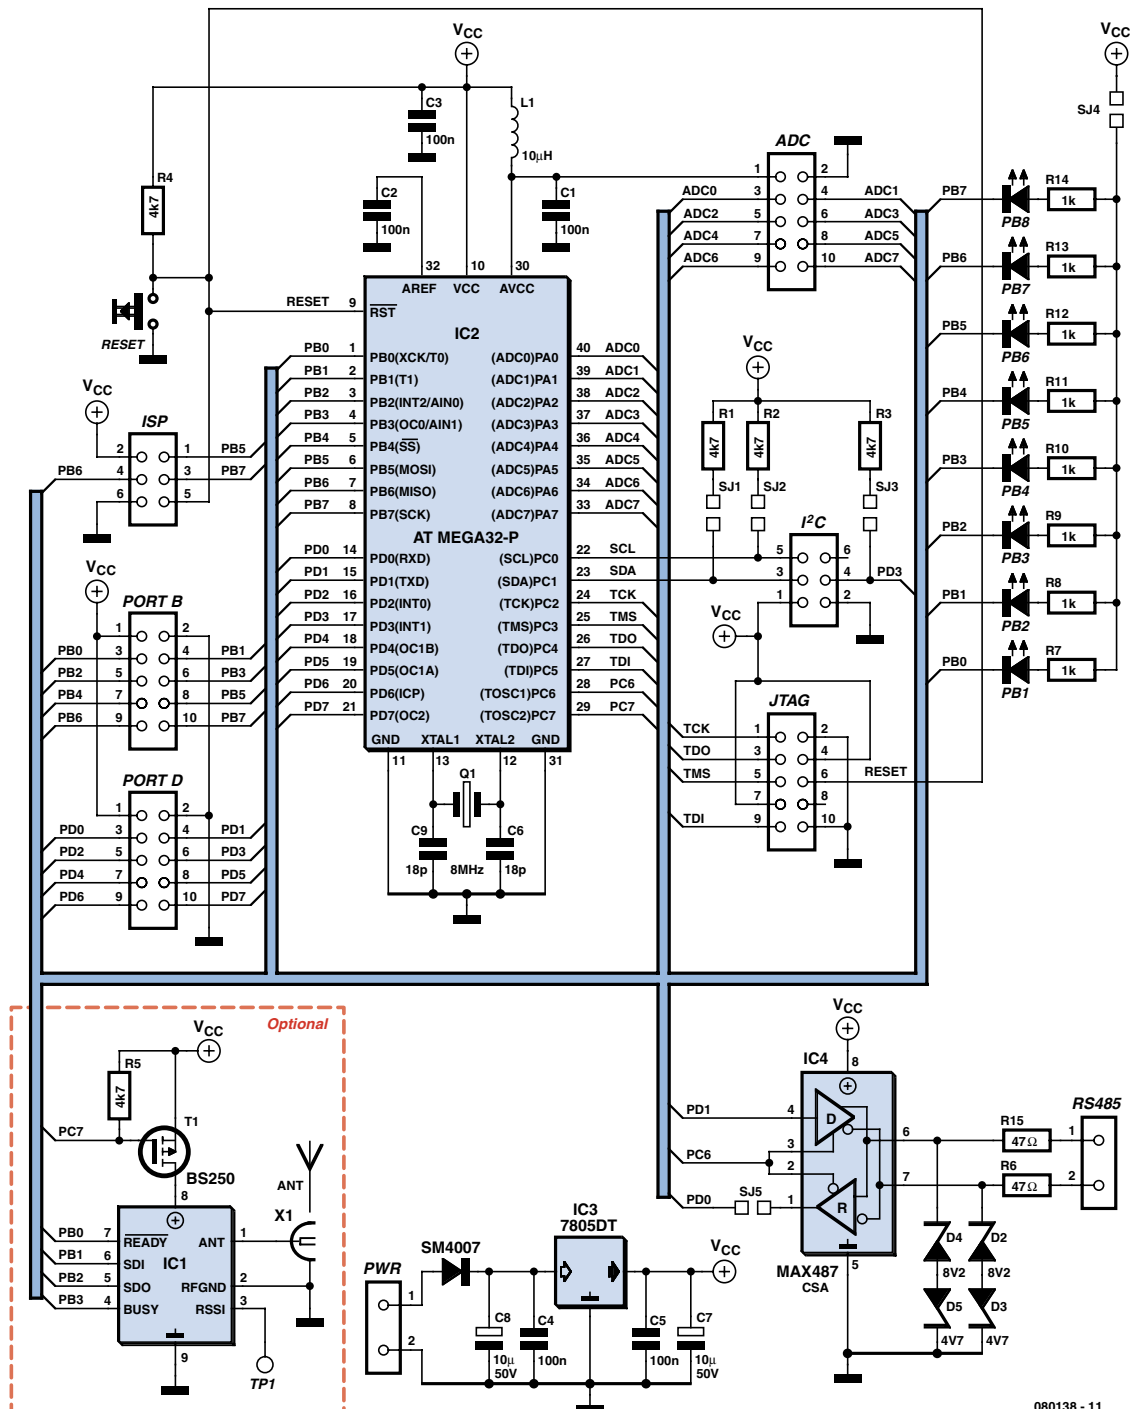 VCC
VCC
SJ4
C3
100n
L1
10µH
R4
4k7
C2
100n
C1
100n
ADC
1 2
ADC0 3 4 ADC1
ADC2 5 6 ADC3
ADC4 7 8 ADC5
ADC6 9 10 ADC7
PB7 PB8 R14 1k
PB6 PB7 R13 1k
PB5 PB6 R12 1k
PB4 PB5 R11 1k
PB3 PB4 R10 1k
PB2 PB3 R9 1k
PB1 PB2 R8 1k
PB0 PB1 R7 1k
32 10 30
AREF VCC AVCC
RESET 9 RST
RESET
IC2
PB0 1 PB0(XCK/T0) (ADC0)PA0 40 ADC0
PB1 2 PB1(T1) (ADC1)PA1 39 ADC1
PB2 3 PB2(INT2/AIN0) (ADC2)PA2 38 ADC2
PB3 4 PB3(OC0/AIN1) (ADC3)PA3 37 ADC3
PB4 5 PB4(SS) (ADC4)PA4 36 ADC4
PB5 6 PB5(MOSI) (ADC5)PA5 35 ADC5
PB6 7 PB6(MISO) (ADC6)PA6 34 ADC6
PB7 8 PB7(SCK) (ADC7)PA7 33 ADC7
AT MEGA32-P
PD0 14 PD0(RXD) (SCL)PC0 22 SCL
PD1 15 PD1(TXD) (SDA)PC1 23 SDA
PD2 16 PD2(INT0) (TCK)PC2 24 TCK
PD3 17 PD3(INT1) (TMS)PC3 25 TMS
PD4 18 PD4(OC1B) (TDO)PC4 26 TDO
PD5 19 PD5(OC1A) (TDI)PC5 27 TDI
PD6 20 PD6(ICP) (TOSC1)PC6 28 PC6
PD7 21 PD7(OC2) (TOSC2)PC7 29 PC7
GND XTAL1 XTAL2 GND
11 13 12 31
Q1
C9 C6
18p 8MHz 18p
VCC
ISP
2 1 PB5
PB6 4 3 PB7
6 5
VCC
PORT B
1 2
PB0 3 4 PB1
PB2 5 6 PB3
PB4 7 8 PB5
PB6 9 10 PB7
PORT D
1 2
PD0 3 4 PD1
PD2 5 6 PD3
PD4 7 8 PD5
PD6 9 10 PD7
VCC
R1 R2 R3
4k7 4k7 4k7
SJ1 SJ2 SJ3
I²C
5 6
3 4 PD3
1 2
VCC
JTAG
TCK 1 2
TDO 3 4
TMS 5 6 RESET
7 8
TDI 9 10
Optional
VCC
R5
4k7
T1
PC7
BS250
ANT
X1
8
PB0 7 READY ANT 1
PB1 6 SDI IC1
PB2 5 SDO RFGND 2
PB3 4 BUSY RSSI 3
9
TP1
PWR
1
2
SM4007
IC3
7805DT
VCC
C8 C4 C5 C7
10µ 100n 100n 10µ
50V 50V
VCC
IC4
8
PD1 4 D
PC6 3
2
PD0 SJ5 1 R
6
7
5
MAX487
CSA
R15
47Ω
R6
47Ω
RS485
1
2
D4 D2
8V2 8V2
D5 D3
4V7 4V7
080138 - 11